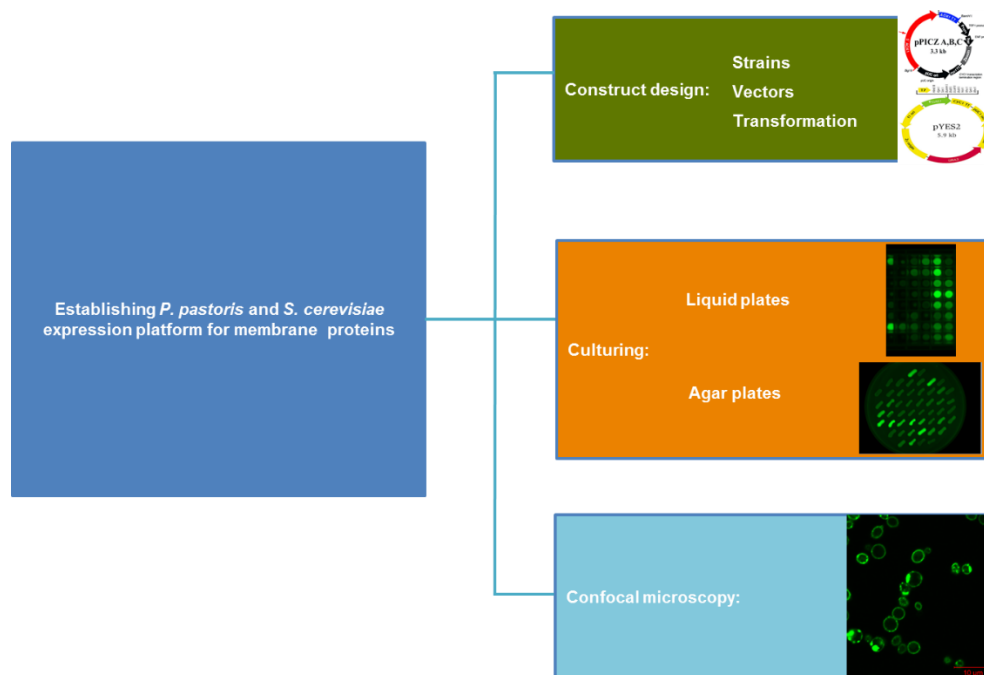 Establishing P. pastoris and S. cerevisiae
expression platform for membrane proteins
Construct design:
Strains
Vectors
Transformation
pPICZ A,B,C
3.3 kb
pYES2
5.9 kb
Culturing:
Liquid plates
Agar plates
Confocal microscopy: